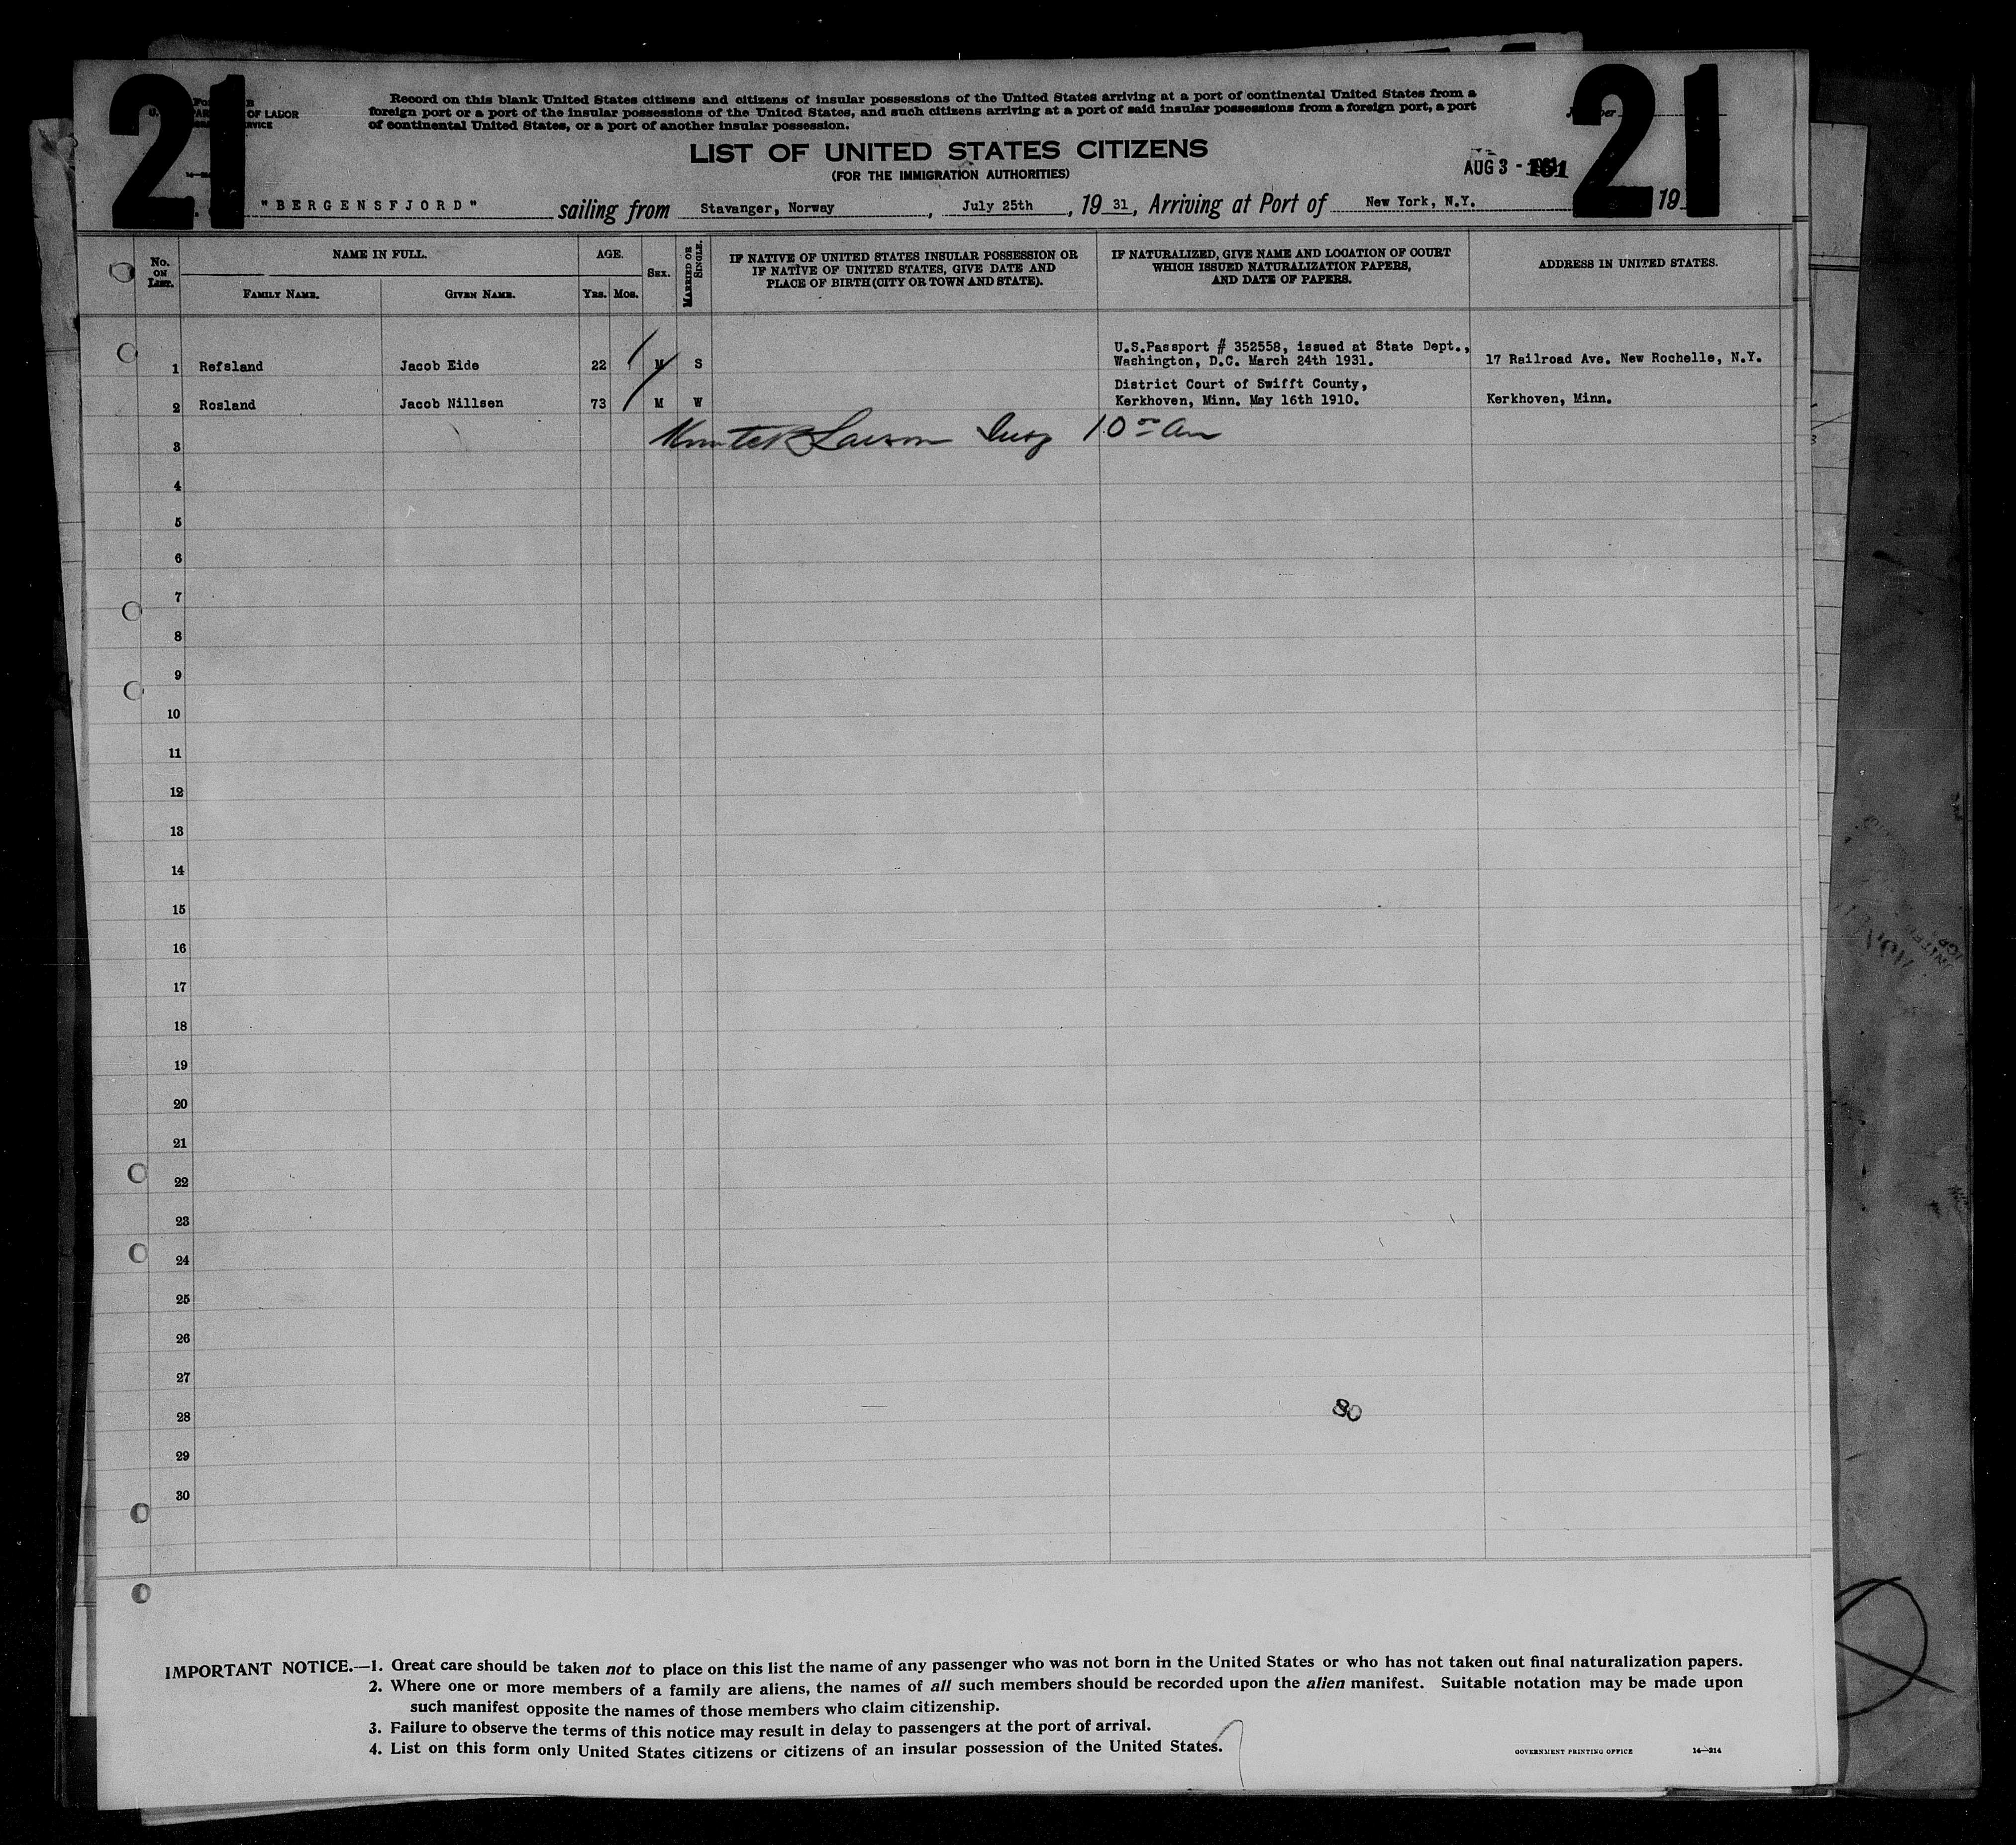 21
21
OF LABOR
SERVICE
Record on this blank United States citizens and citizens of insular possessions of the United States arriving at a port of continental United States from a
foreign port or a port of the insular possessions of the United States, and such citizens arriving at a port of said insular possessions from a foreign port, a port
of continental United States, or a port of another insular possession.
LIST OF UNITED STATES CITIZENS
(FOR THE IMMIGRATION AUTHORITIES)
AUG 3 -
"BERGENSFJORD" sailing from Stavanger, Norway, July 25th, 19 31, Arriving at Port of New York, N.Y. 19
No. ON LIST.
NAME IN FULL.
FAMILY NAME.
GIVEN NAME.
AGE.
YRS. MOS.
SEX.
MARRIED OR SINGLE.
IF NATIVE OF UNITED STATES INSULAR POSSESSION OR
IF NATIVE OF UNITED STATES, GIVE DATE AND
PLACE OF BIRTH (CITY OR TOWN AND STATE).
IF NATURALIZED, GIVE NAME AND LOCATION OF COURT
WHICH ISSUED NATURALIZATION PAPERS,
AND DATE OF PAPERS.
ADDRESS IN UNITED STATES.
U.S.Passport # 352558, issued at State Dept.,
1 Refsland Jacob Eide 22 M S Washington, D.C. March 24th 1931. 17 Railroad Ave. New Rochelle, N.Y.
District Court of Swifft County,
2 Rosland Jacob Nillsen 73 M W Kerkhoven, Minn. May 16th 1910. Kerkhoven, Minn.
3 Larson Insp 10 am
4
5
6
7
8
9
10
11
12
13
14
15
16
17
18
19
20
21
22
23
24
25
26
27
28
29
30
80
IMPORTANT NOTICE.—1. Great care should be taken not to place on this list the name of any passenger who was not born in the United States or who has not taken out final naturalization papers.
2. Where one or more members of a family are aliens, the names of all such members should be recorded upon the alien manifest. Suitable notation may be made upon
such manifest opposite the names of those members who claim citizenship.
3. Failure to observe the terms of this notice may result in delay to passengers at the port of arrival.
4. List on this form only United States citizens or citizens of an insular possession of the United States.
GOVERNMENT PRINTING OFFICE 14—214